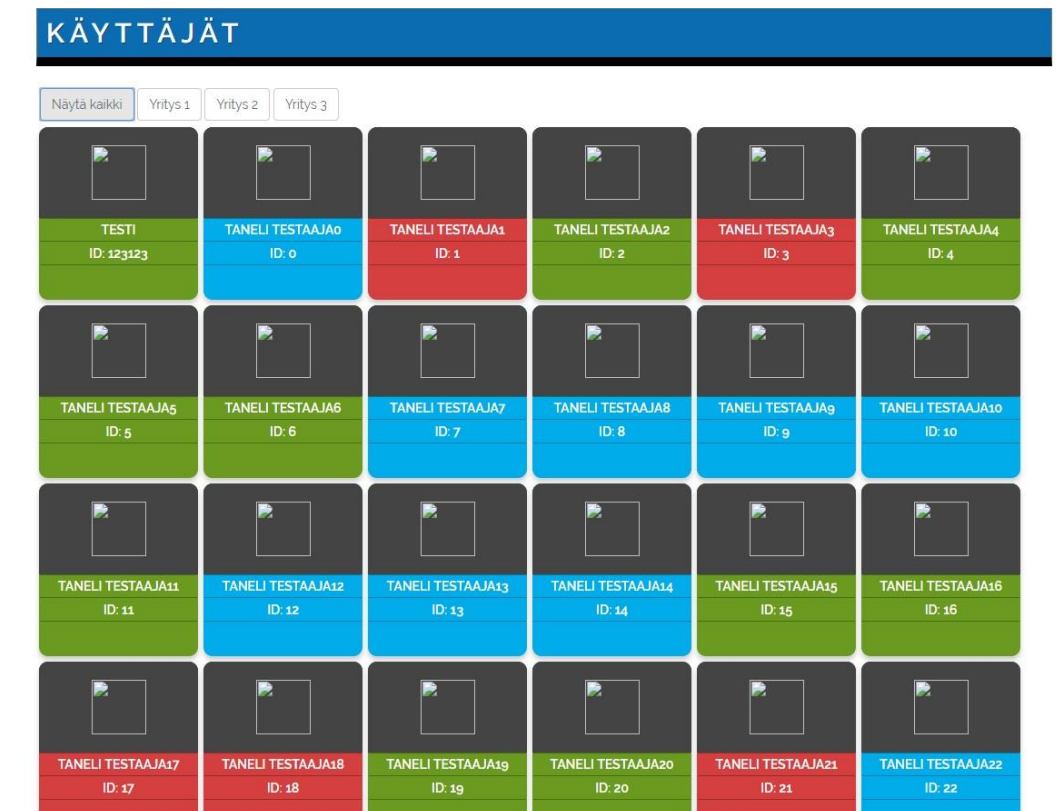 KÄYTTÄJÄT
Näytä kaikki Yritys 1 Yritys 2 Yritys 3
TESTI TANELI TESTAAJA0 TANELI TESTAAJA1 TANELI TESTAAJA2 TANELI TESTAAJA3 TANELI TESTAAJA4
ID: 123123 ID: 0 ID: 1 ID: 2 ID: 3 ID: 4
TANELI TESTAAJA5 TANELI TESTAAJA6 TANELI TESTAAJA7 TANELI TESTAAJA8 TANELI TESTAAJA9 TANELI TESTAAJA10
ID: 5 ID: 6 ID: 7 ID: 8 ID: 9 ID: 10
TANELI TESTAAJA11 TANELI TESTAAJA12 TANELI TESTAAJA13 TANELI TESTAAJA14 TANELI TESTAAJA15 TANELI TESTAAJA16
ID: 11 ID: 12 ID: 13 ID: 14 ID: 15 ID: 16
TANELI TESTAAJA17 TANELI TESTAAJA18 TANELI TESTAAJA19 TANELI TESTAAJA20 TANELI TESTAAJA21 TANELI TESTAAJA22
ID: 17 ID: 18 ID: 19 ID: 20 ID: 21 ID: 22